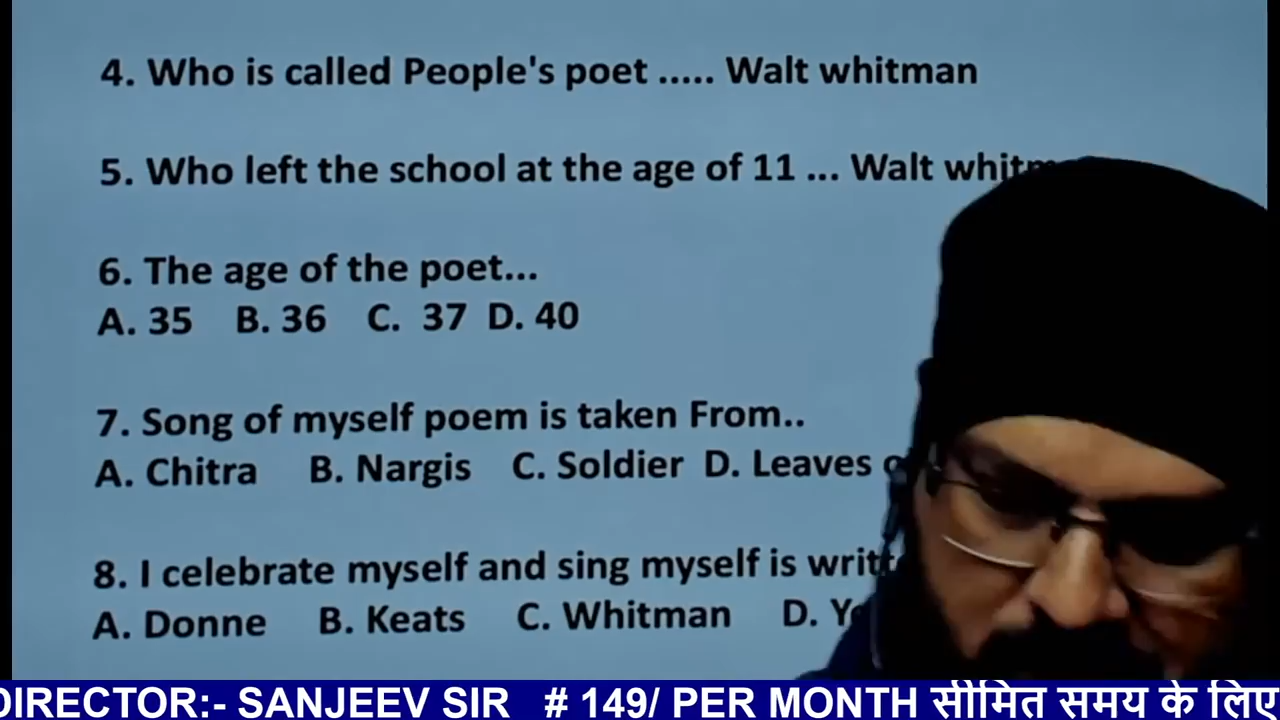 4. Who is called People's poet ..... Walt whitman
5. Who left the school at the age of 11 ... Walt
6. The age of the poet...
A. 35 B. 36 C. 37 D. 40
7. Song of myself poem is taken From..
A. Chitra B. Nargis C. Soldier D. Leaves
8. I celebrate myself and sing myself is
A. Donne B. Keats C. Whitman D.
DIRECTOR:- SANJEEV SIR # 149/ PER MONTH सीमित समय के लिए